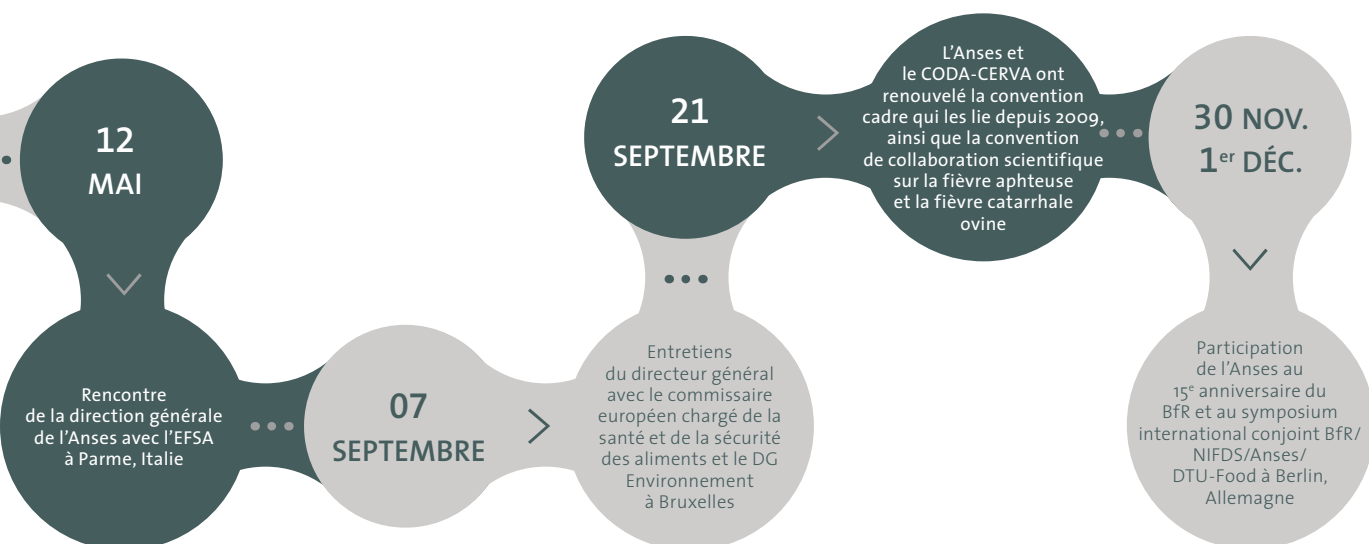 12
MAI
Rencontre
de la direction générale
de l'Anses avec l'EFSA
à Parme, Italie
07
SEPTEMBRE
Entretiens
du directeur général
avec le commissaire
européen chargé de la
santé et de la sécurité
des aliments et le DG
Environnement
à Bruxelles
21
SEPTEMBRE
L'Anses et
le CODA-CERVA ont
renouvelé la convention
cadre qui les lie depuis 2009,
ainsi que la convention
de collaboration scientifique
sur la fièvre aphteuse
et la fièvre catarrhale
ovine
30 NOV.
1er DÉC.
Participation
de l'Anses au
15e anniversaire du
BfR et au symposium
international conjoint BfR/
NIFDS/Anses/
DTU-Food à Berlin,
Allemagne